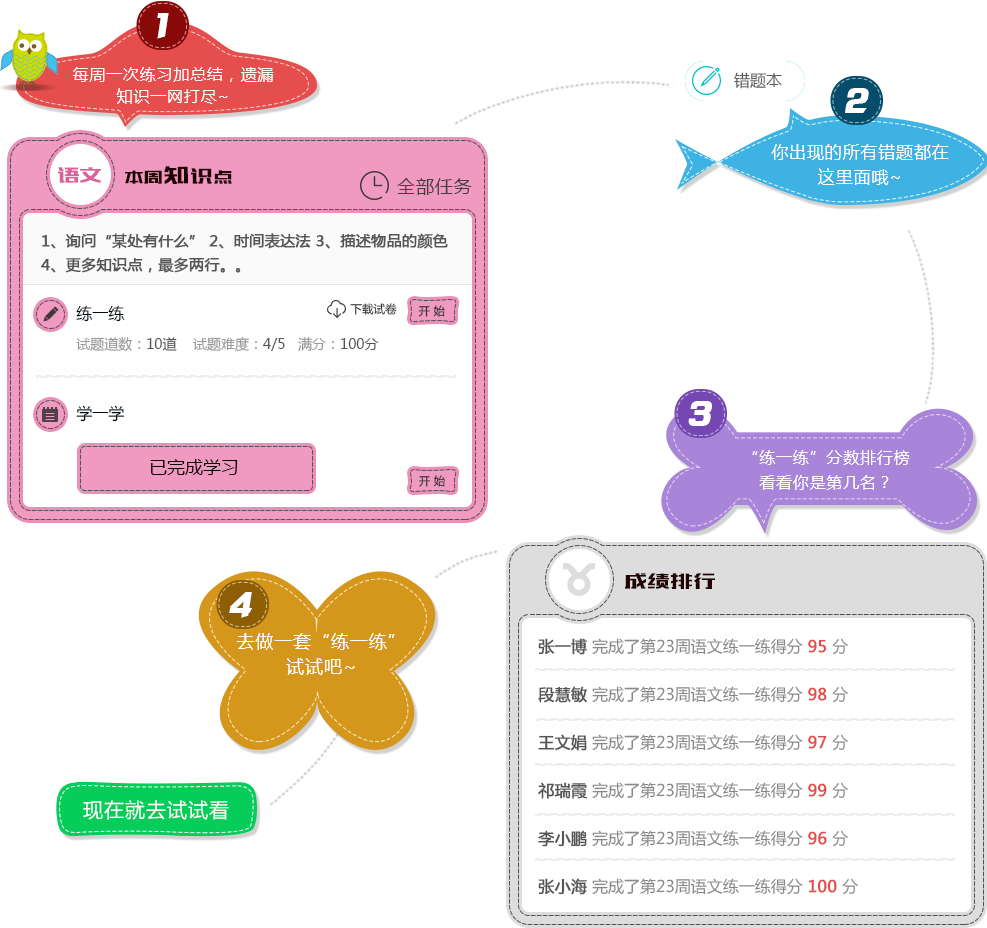 1
每周一次练习加总结，遗漏
知识一网打尽~
错题本
2
你出现的所有错题都在
这里面哦~
语文 本周知识点
全部任务
1、询问“某处有什么” 2、时间表达法 3、描述物品的颜色
4、更多知识点，最多两行。。
练一练
下载试卷
开始
试题道数：10道 试题难度：4/5 满分：100分
学一学
已完成学习
开始
3
“练一练”分数排行榜
看看你是第几名？
成绩排行
张一博 完成了第23周语文练一练得分 95 分
段慧敏 完成了第23周语文练一练得分 98 分
王文娟 完成了第23周语文练一练得分 97 分
祁瑞霞 完成了第23周语文练一练得分 99 分
李小鹏 完成了第23周语文练一练得分 96 分
张小海 完成了第23周语文练一练得分 100 分
4
去做一套“练一练”
试试吧~
现在就去试试看